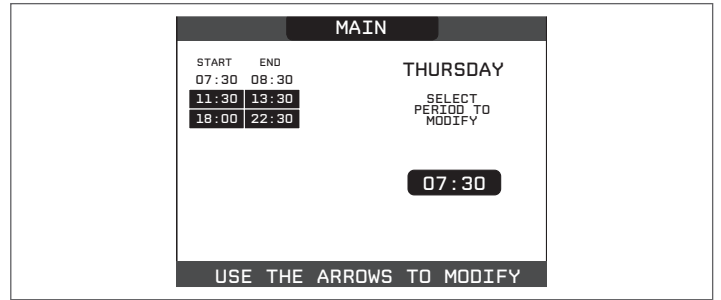 MAIN
START END
07:30 08:30
11:30 13:30
18:00 22:30
THURSDAY
SELECT
PERIOD TO
MODIFY
07:30
USE THE ARROWS TO MODIFY